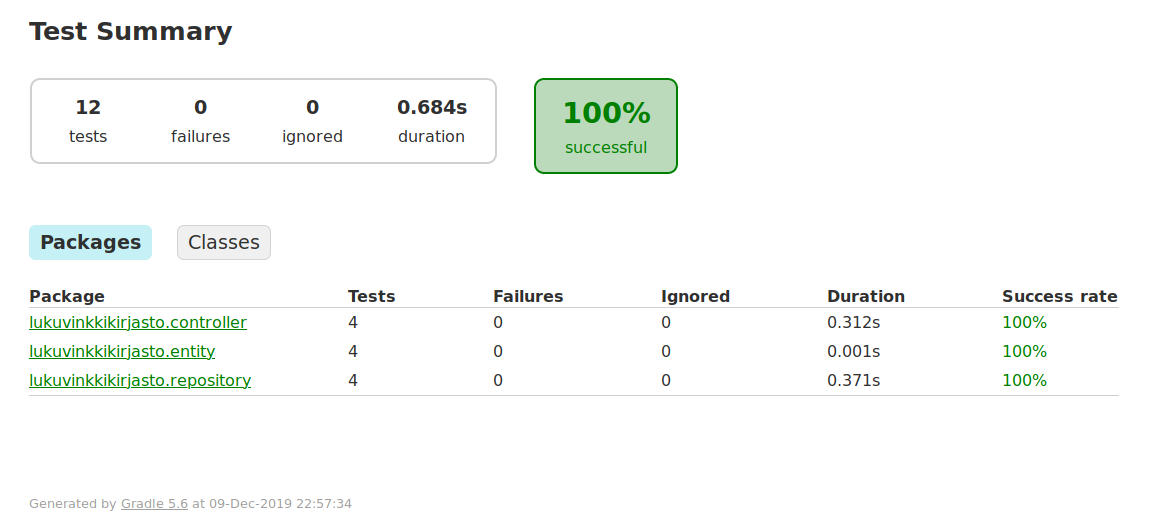 Test Summary
12 0 0 0.684s
tests failures ignored duration
100%
successful
Packages Classes
Package Tests Failures Ignored Duration Success rate
lukuvinkkikirjasto.controller 4 0 0 0.312s 100%
lukuvinkkikirjasto.entity 4 0 0 0.001s 100%
lukuvinkkikirjasto.repository 4 0 0 0.371s 100%
Generated by Gradle 5.6 at 09-Dec-2019 22:57:34